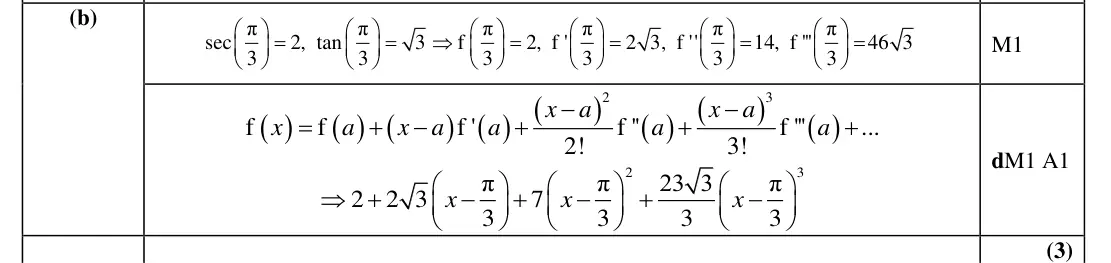 (b)
sec(π/3) = 2, tan(π/3) = √3 ⇒ f(π/3) = 2, f '(π/3) = 2√3, f ''(π/3) = 14, f '''(π/3) = 46√3 M1
f(x) = f(a) + (x − a)f '(a) + (x − a)²/2! f ''(a) + (x − a)³/3! f '''(a) + ...
⇒ 2 + 2√3(x − π/3) + 7(x − π/3)² + 23√3/3 (x − π/3)³
dM1 A1
(3)